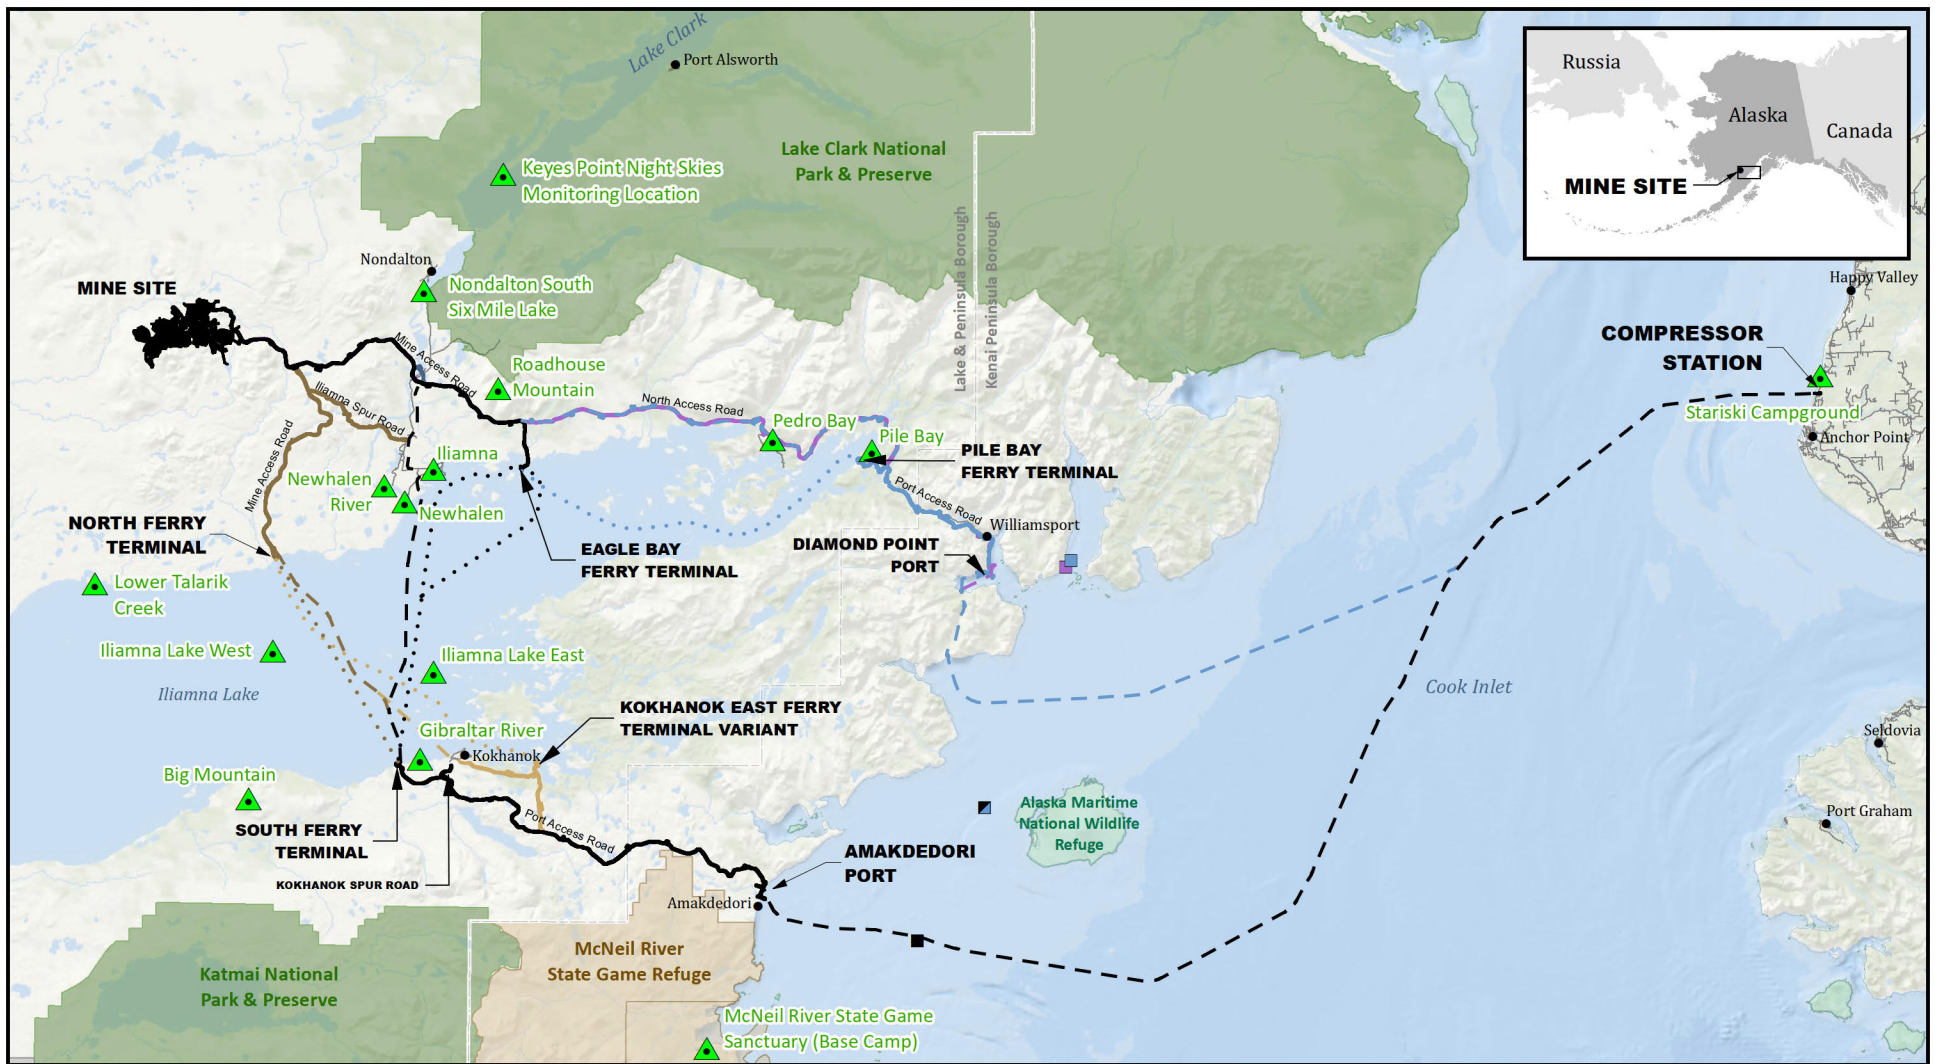 Lake Clark
Port Alsworth
Russia
Alaska
Canada
MINE SITE
Lake Clark National
Park & Preserve
Keyes Point Night Skies
Monitoring Location
Lake & Peninsula Borough
Kenai Peninsula Borough
Nondalton
Happy Valley
MINE SITE
Nondalton South
Six Mile Lake
COMPRESSOR
STATION
Mine Access Road
Roadhouse
Mountain
Iliamna Spur Road
North Access Road
Stariski Campground
Pedro Bay
Pile Bay
Anchor Point
Mine Access Road
Iliamna
PILE BAY
FERRY TERMINAL
Newhalen
River
Newhalen
Port Access Road
NORTH FERRY
TERMINAL
Williamsport
DIAMOND POINT
PORT
EAGLE BAY
FERRY TERMINAL
Lower Talarik
Creek
Iliamna Lake West
Iliamna Lake East
Iliamna Lake
Cook Inlet
KOKHANOK EAST FERRY
TERMINAL VARIANT
Gibraltar River
Seldovia
Kokhanok
Big Mountain
Alaska Maritime
National Wildlife
Refuge
Port Graham
SOUTH FERRY
TERMINAL
Port Access Road
AMAKDEDORI
PORT
KOKHANOK SPUR ROAD
Amakdedori
McNeil River
State Game Refuge
Katmai National
Park & Preserve
McNeil River State Game
Sanctuary (Base Camp)